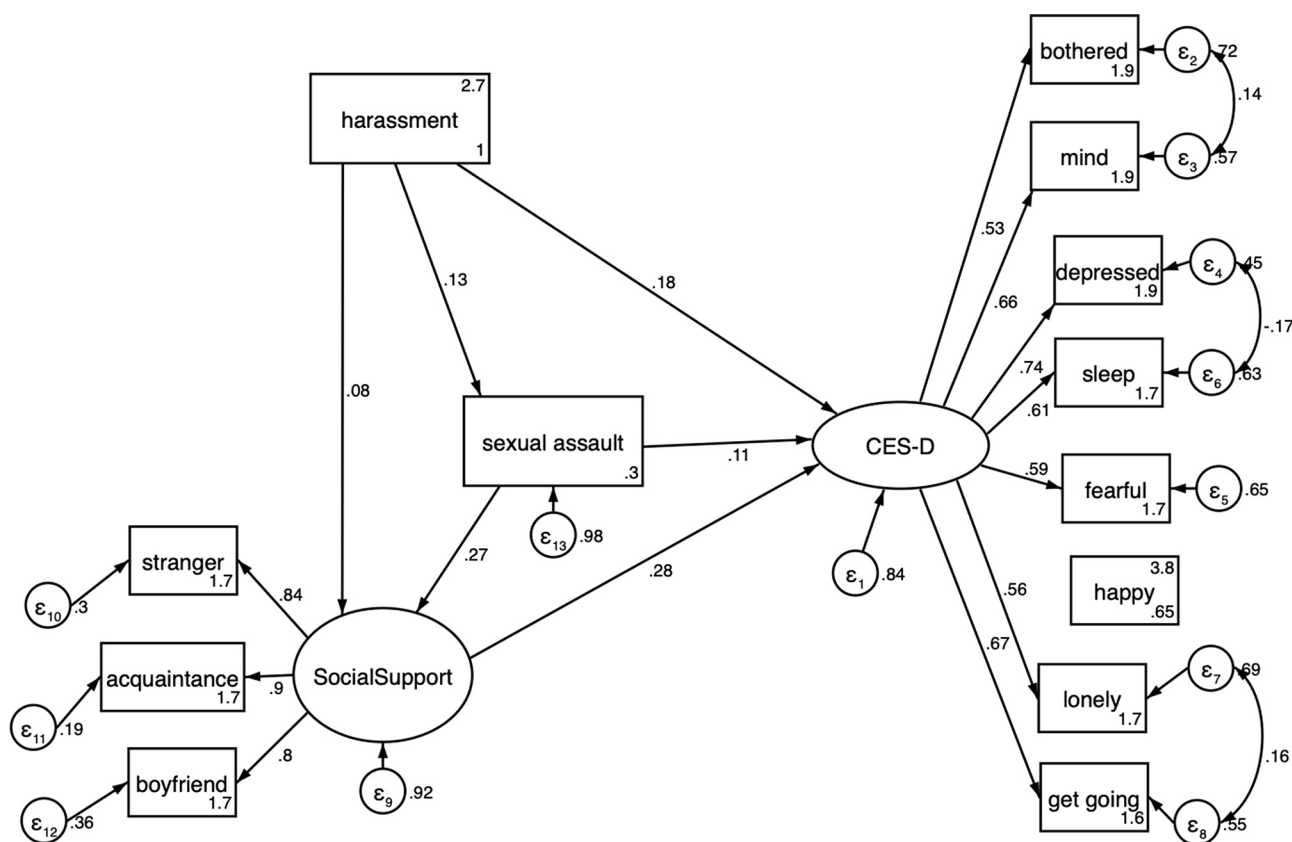 bothered
1.9
ε2
.72
.14
2.7
harassment
1
mind
1.9
ε3
.57
.53
depressed
1.9
ε4
.45
.13
.18
.66
-.17
.74
sleep
1.7
ε6
.63
.08
.61
sexual assault
.3
.11
CES-D
.59
fearful
1.7
ε5
.65
ε13
.98
.27
.28
ε1
.84
.56
3.8
happy
.65
stranger
1.7
ε10
.3
.84
.67
SocialSupport
acquaintance
1.7
.9
ε11
.19
lonely
1.7
ε7
.69
.16
boyfriend
1.7
.8
ε12
.36
ε9
.92
get going
1.6
ε8
.55